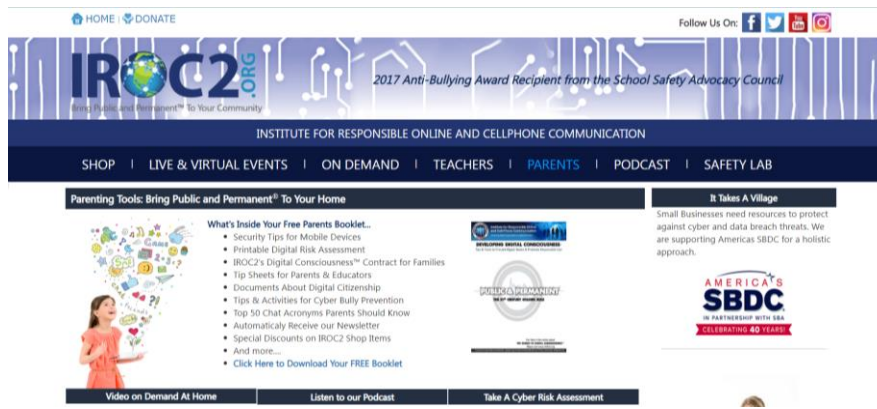 HOME | DONATE
Follow Us On:
IROC2.ORG
Bring Public and Permanent™ To Your Community
2017 Anti-Bullying Award Recipient from the School Safety Advocacy Council
INSTITUTE FOR RESPONSIBLE ONLINE AND CELLPHONE COMMUNICATION
SHOP | LIVE & VIRTUAL EVENTS | ON DEMAND | TEACHERS | PARENTS | PODCAST | SAFETY LAB
Parenting Tools: Bring Public and Permanent® To Your Home
What's Inside Your Free Parents Booklet...
• Security Tips for Mobile Devices
• Printable Digital Risk Assessment
• IROC2's Digital Consciousness™ Contract for Families
• Tip Sheets for Parents & Educators
• Documents About Digital Citizenship
• Tips & Activities for Cyber Bully Prevention
• Top 50 Chat Acronyms Parents Should Know
• Automaticaly Receive our Newsletter
• Special Discounts on IROC2 Shop Items
• And more....
• Click Here to Download Your FREE Booklet
DEVELOPING DIGITAL CONSCIOUSNESS
PUBLIC & PERMANENT
It Takes A Village
Small Businesses need resources to protect
against cyber and data breach threats. We
are supporting Americas SBDC for a holistic
approach.
AMERICA'S
SBDC
IN PARTNERSHIP WITH SBA
CELEBRATING 40 YEARS!
Video on Demand At Home
Listen to our Podcast
Take A Cyber Risk Assessment